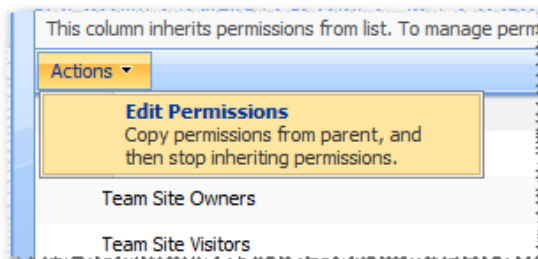 This column inherits permissions from list. To manage perm
Actions
Edit Permissions
Copy permissions from parent, and
then stop inheriting permissions.
Team Site Owners
Team Site Visitors